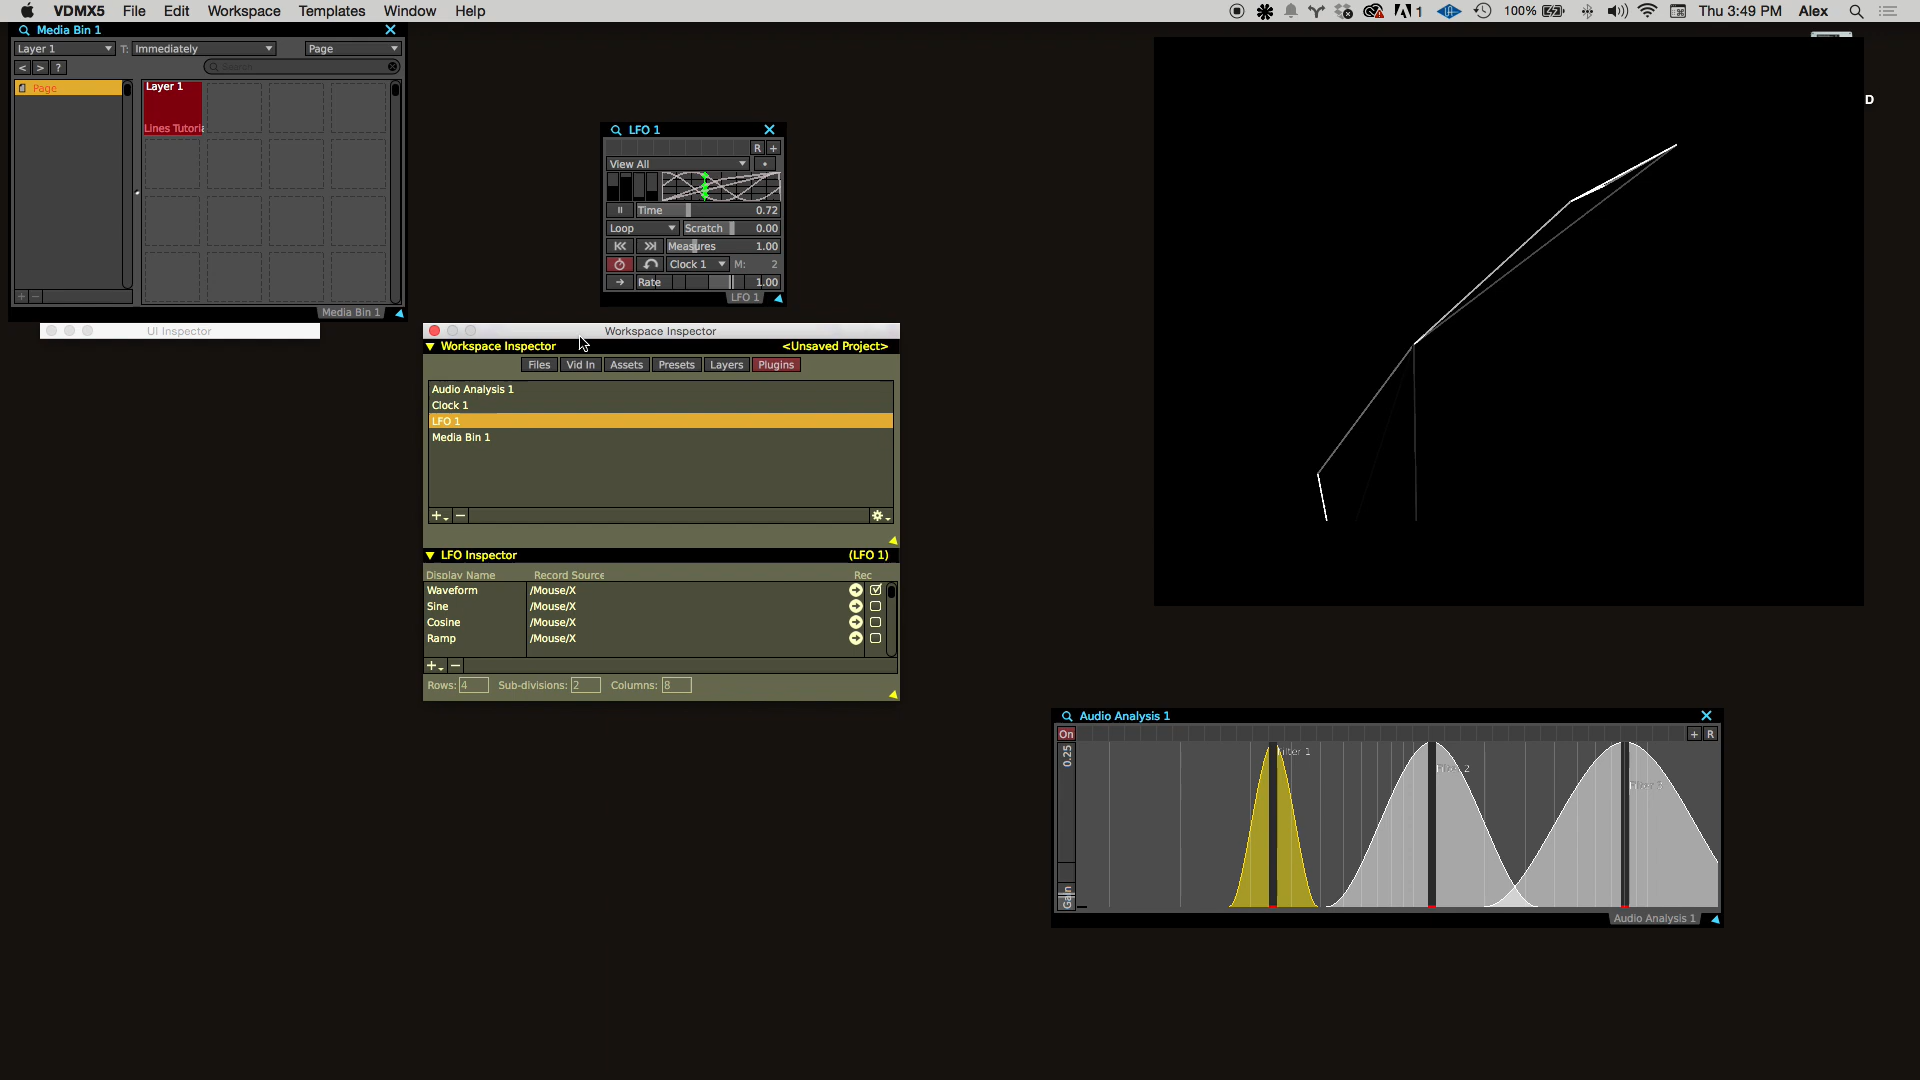 VDMX5 File Edit Workspace Templates Window Help
1 100% Thu 3:49 PM Alex
Media Bin 1
Layer 1 T: Immediately Page
< > ? Search
Page
Layer 1
Lines Tutoria
Media Bin 1
UI Inspector
D
LFO 1
R +
View All
Time 0.72
Loop Scratch 0.00
Measures 1.00
Clock 1 M: 2
Rate 1.00
LFO 1
Workspace Inspector
Workspace Inspector <Unsaved Project>
Files Vid In Assets Presets Layers Plugins
Audio Analysis 1
Clock 1
LFO 1
Media Bin 1
LFO Inspector (LFO 1)
Display Name Record Source Rec
Waveform /Mouse/X
Sine /Mouse/X
Cosine /Mouse/X
Ramp /Mouse/X
Rows: 4 Sub-divisions: 2 Columns: 8
Audio Analysis 1
On + R
0.25
Gain
Filter 1
Audio Analysis 1